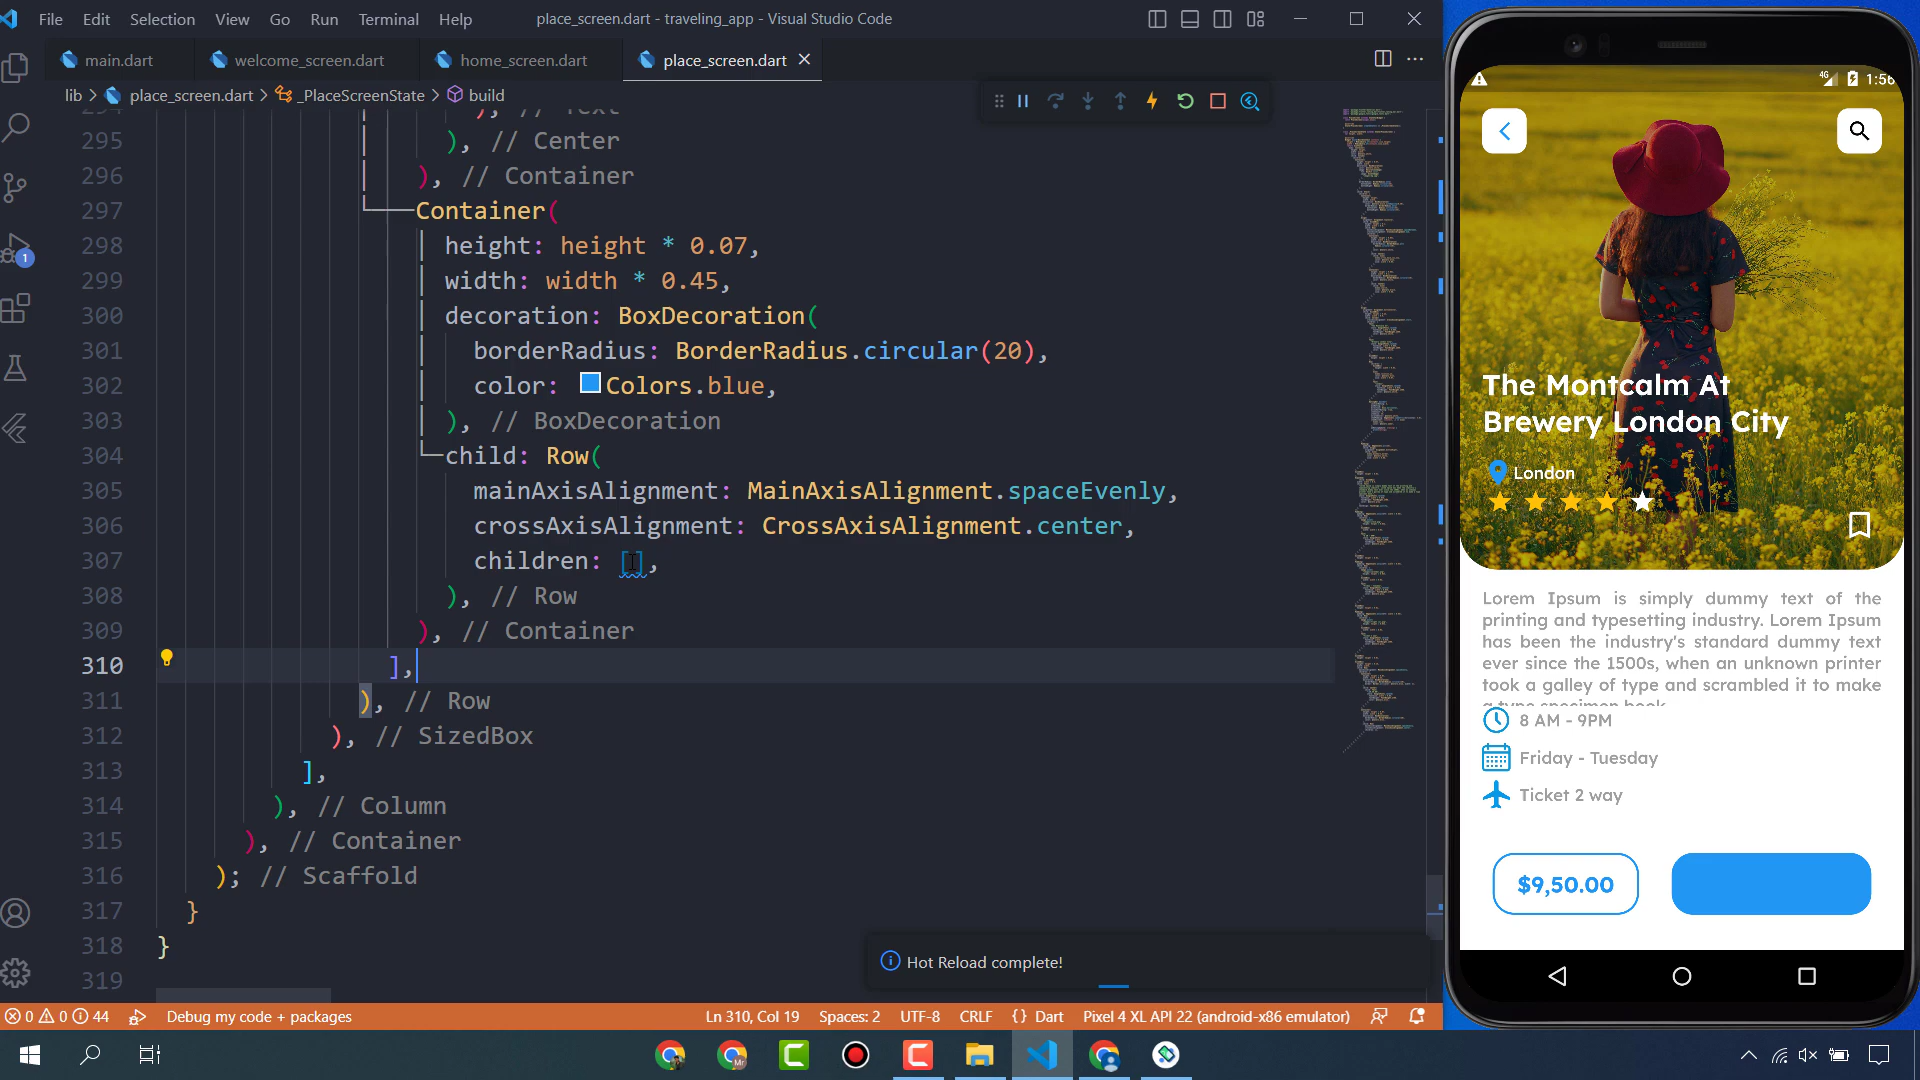 File Edit Selection View Go Run Terminal Help
place_screen.dart - traveling_app - Visual Studio Code
main.dart
welcome_screen.dart
home_screen.dart
place_screen.dart
lib > place_screen.dart > _PlaceScreenState > build
294 ), // Text
295 ), // Center
296 ), // Container
297 Container(
298 height: height * 0.07,
299 width: width * 0.45,
300 decoration: BoxDecoration(
301 borderRadius: BorderRadius.circular(20),
302 color: Colors.blue,
303 ), // BoxDecoration
304 child: Row(
305 mainAxisAlignment: MainAxisAlignment.spaceEvenly,
306 crossAxisAlignment: CrossAxisAlignment.center,
307 children: [],
308 ), // Row
309 ), // Container
310 ],
311 ), // Row
312 ), // SizedBox
313 ],
314 ), // Column
315 ), // Container
316 ); // Scaffold
317 }
318 }
319
1
Hot Reload complete!
0 0 44 Debug my code + packages
Ln 310, Col 19 Spaces: 2 UTF-8 CRLF {} Dart Pixel 4 XL API 22 (android-x86 emulator)
4G 1:56
The Montcalm At
Brewery London City
London
Lorem Ipsum is simply dummy text of the
printing and typesetting industry. Lorem Ipsum
has been the industry's standard dummy text
ever since the 1500s, when an unknown printer
took a galley of type and scrambled it to make
a type specimen book.
8 AM - 9PM
Friday - Tuesday
Ticket 2 way
$9,50.00